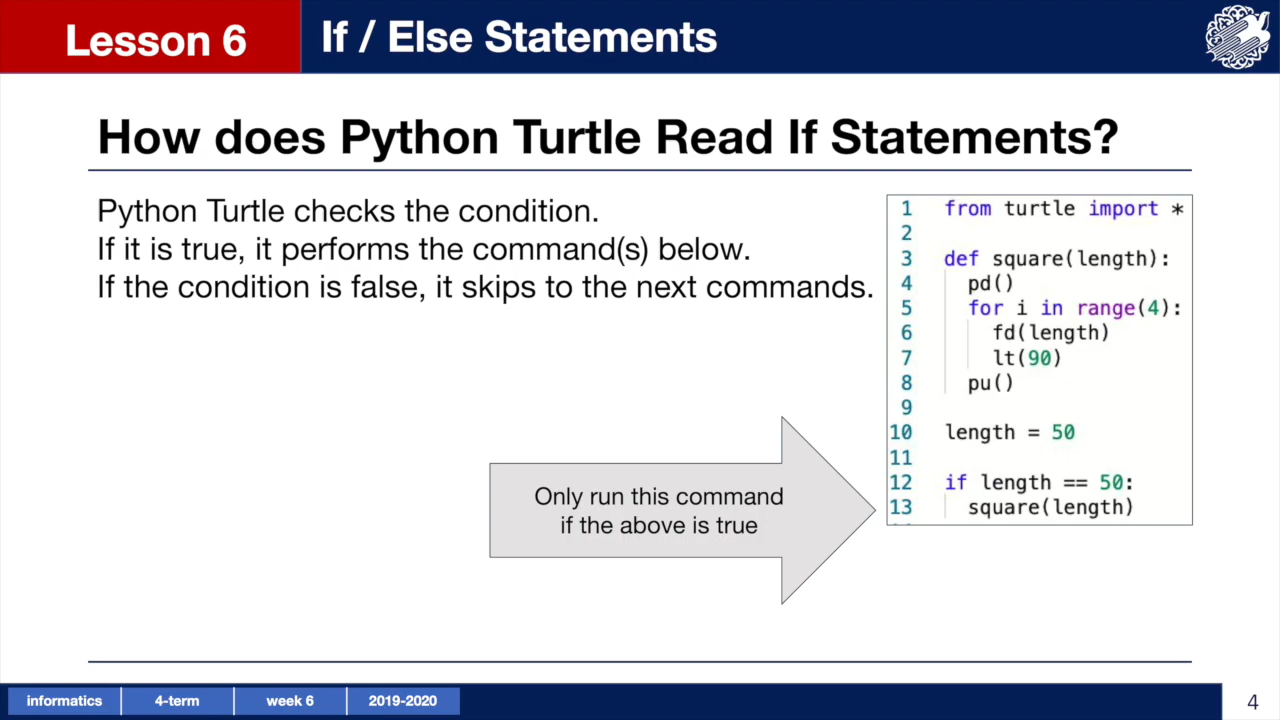 Lesson 6
If / Else Statements
How does Python Turtle Read If Statements?
Python Turtle checks the condition.
If it is true, it performs the command(s) below.
If the condition is false, it skips to the next commands.
1 from turtle import *
2
3 def square(length):
4 pd()
5 for i in range(4):
6 fd(length)
7 lt(90)
8 pu()
9
10 length = 50
11
12 if length == 50:
13 square(length)
Only run this command
if the above is true
informatics
4-term
week 6
2019-2020
4